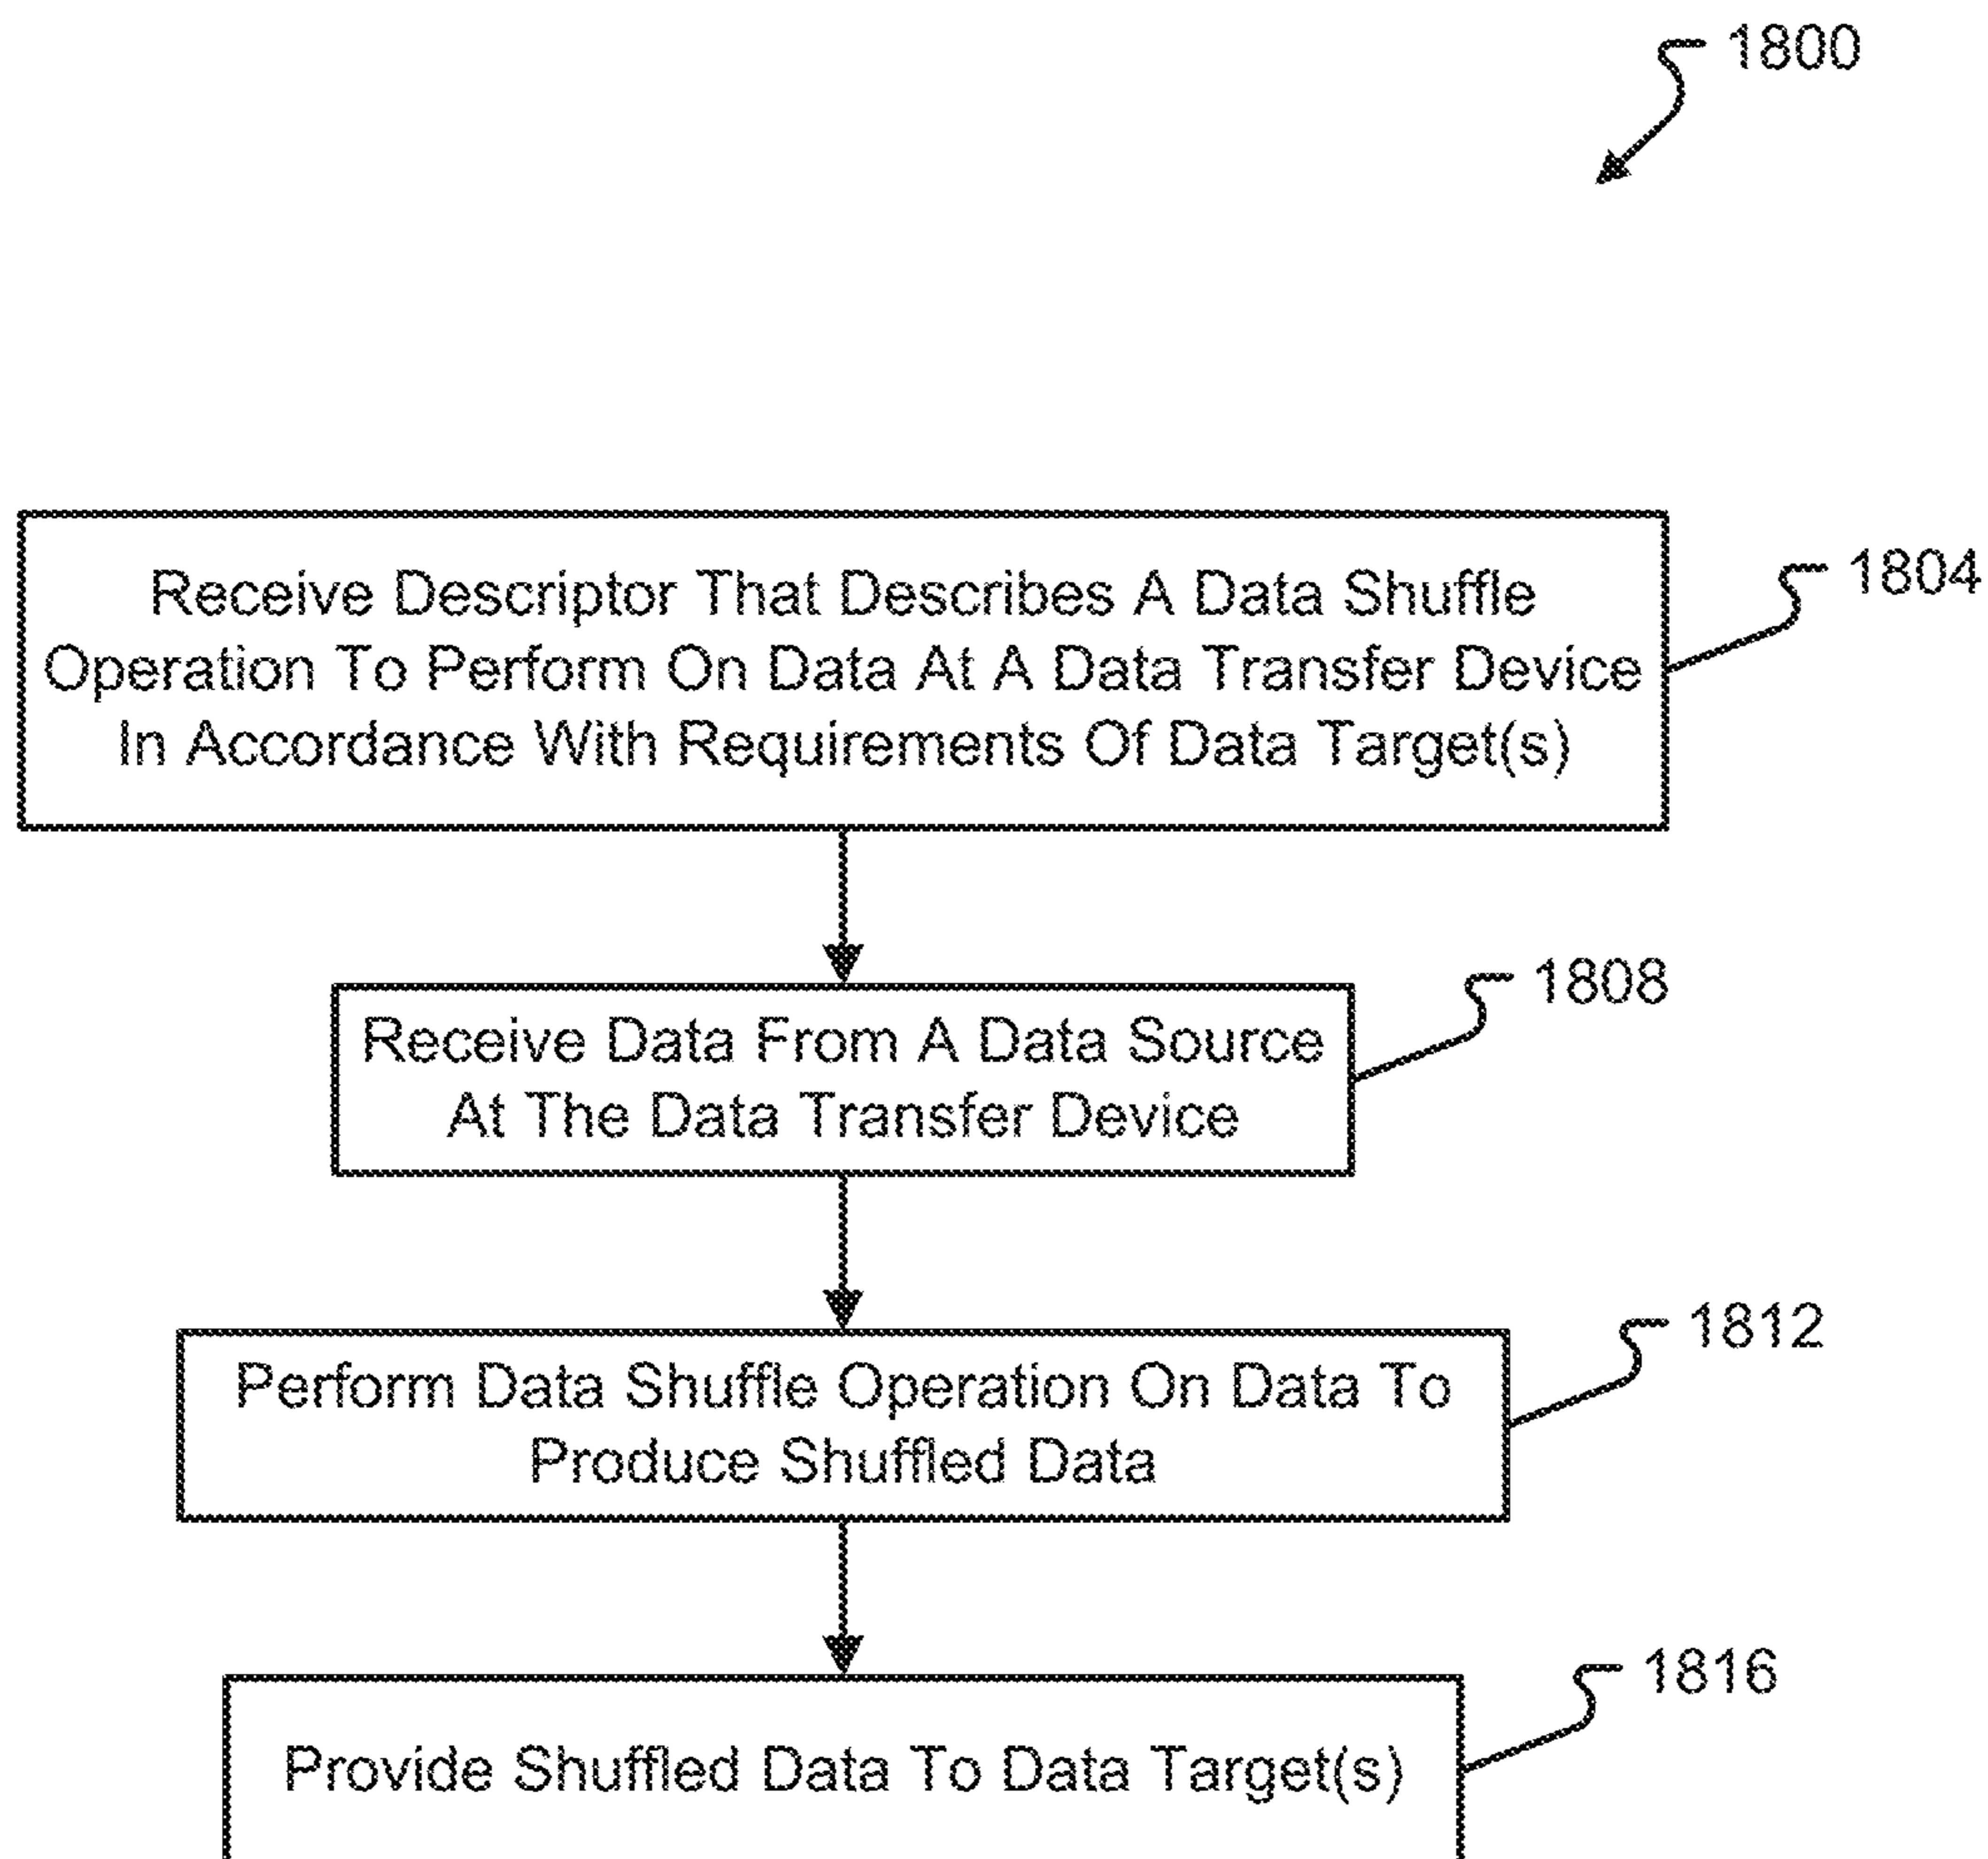 1800
Receive Descriptor That Describes A Data Shuffle
Operation To Perform On Data At A Data Transfer Device
In Accordance With Requirements Of Data Target(s)
1804
Receive Data From A Data Source
At The Data Transfer Device
1808
Perform Data Shuffle Operation On Data To
Produce Shuffled Data
1812
Provide Shuffled Data To Data Target(s)
1816